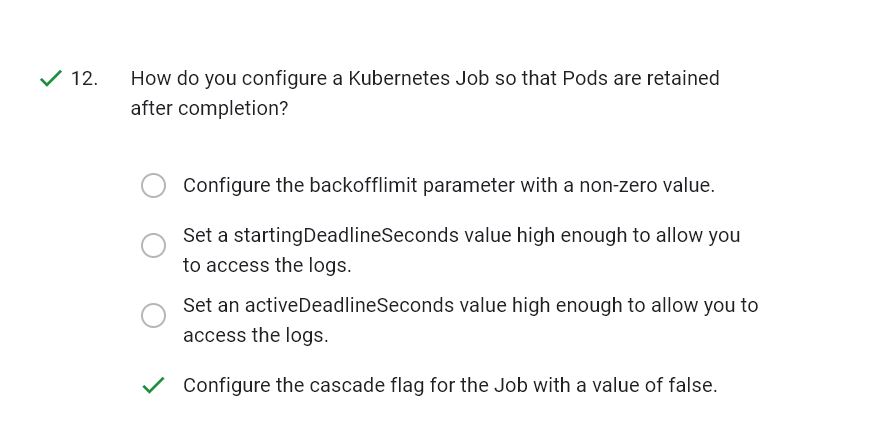 12. How do you configure a Kubernetes Job so that Pods are retained
after completion?
Configure the backofflimit parameter with a non-zero value.
Set a startingDeadlineSeconds value high enough to allow you
to access the logs.
Set an activeDeadlineSeconds value high enough to allow you to
access the logs.
Configure the cascade flag for the Job with a value of false.